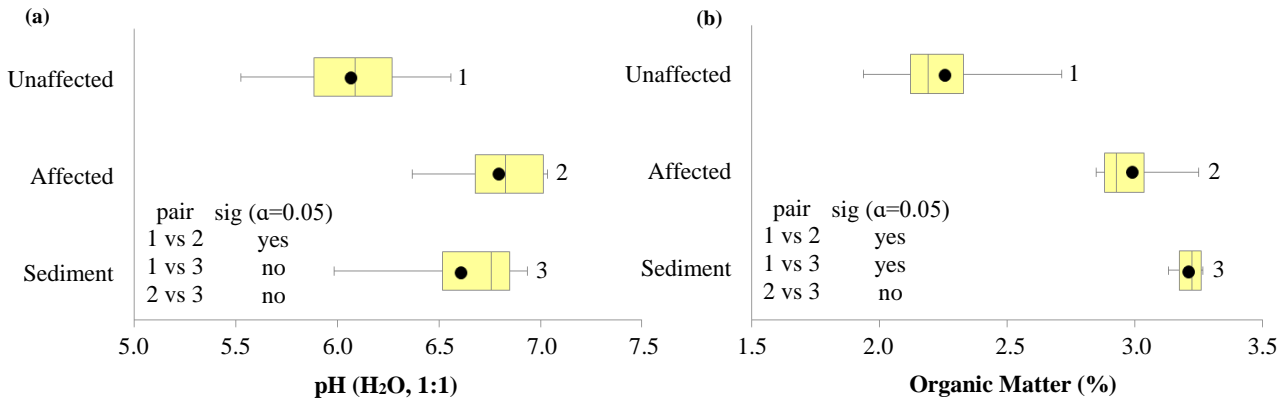 (a)
Unaffected
1
Affected
2
pair sig (ɑ=0.05)
1 vs 2 yes
1 vs 3 no
2 vs 3 no
Sediment
3
5.0 5.5 6.0 6.5 7.0 7.5
pH (H₂O, 1:1)
(b)
Unaffected
1
Affected
2
pair sig (ɑ=0.05)
1 vs 2 yes
1 vs 3 yes
2 vs 3 no
Sediment
3
1.5 2.0 2.5 3.0 3.5
Organic Matter (%)